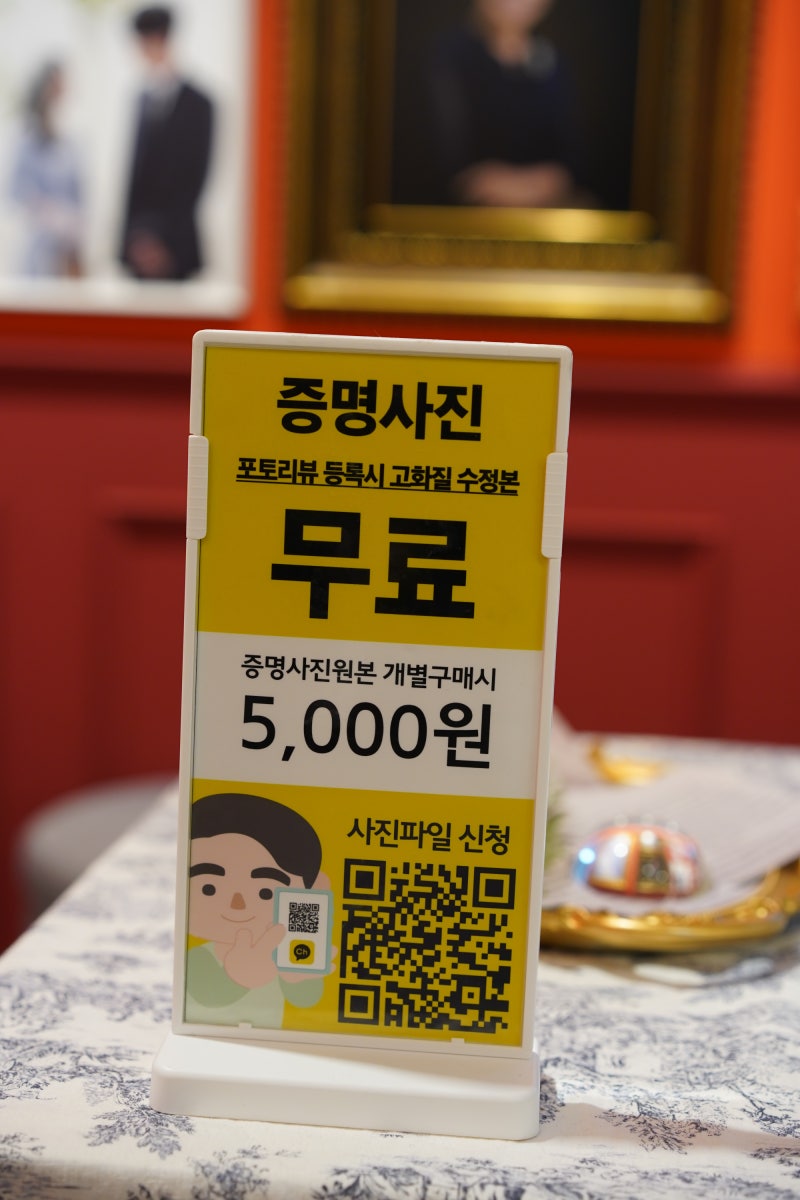 증명사진
포토리뷰 등록시 고화질 수정본
무료
증명사진원본 개별구매시
5,000원
사진파일 신청
Ch